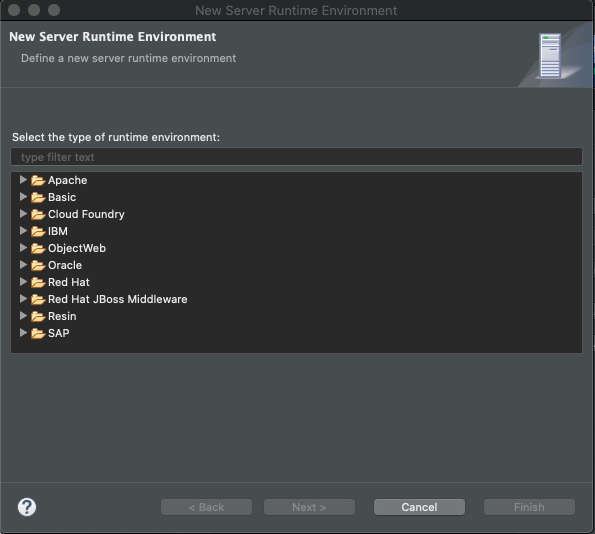 New Server Runtime Environment
New Server Runtime Environment
Define a new server runtime environment
Select the type of runtime environment:
type filter text
Apache
Basic
Cloud Foundry
IBM
ObjectWeb
Oracle
Red Hat
Red Hat JBoss Middleware
Resin
SAP
? < Back Next > Cancel Finish